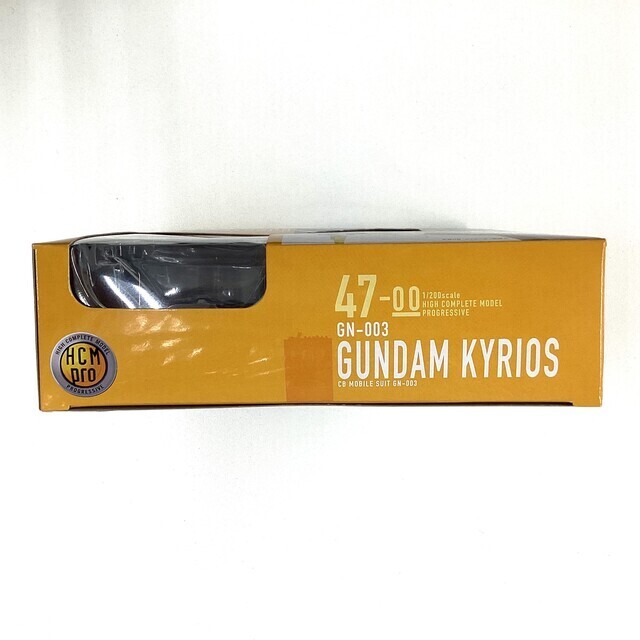 47-00
1/200scale
HIGH COMPLETE MODEL
PROGRESSIVE
GN-003
GUNDAM KYRIOS
CB MOBILE SUIT GN-003
HIGH COMPLETE MODEL
HCM
pro
PROGRESSIVE